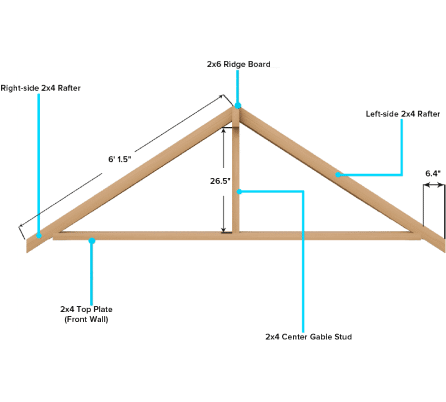 2x6 Ridge Board
Right-side 2x4 Rafter
Left-side 2x4 Rafter
6' 1.5"
6.4"
26.5"
2x4 Top Plate
(Front Wall)
2x4 Center Gable Stud